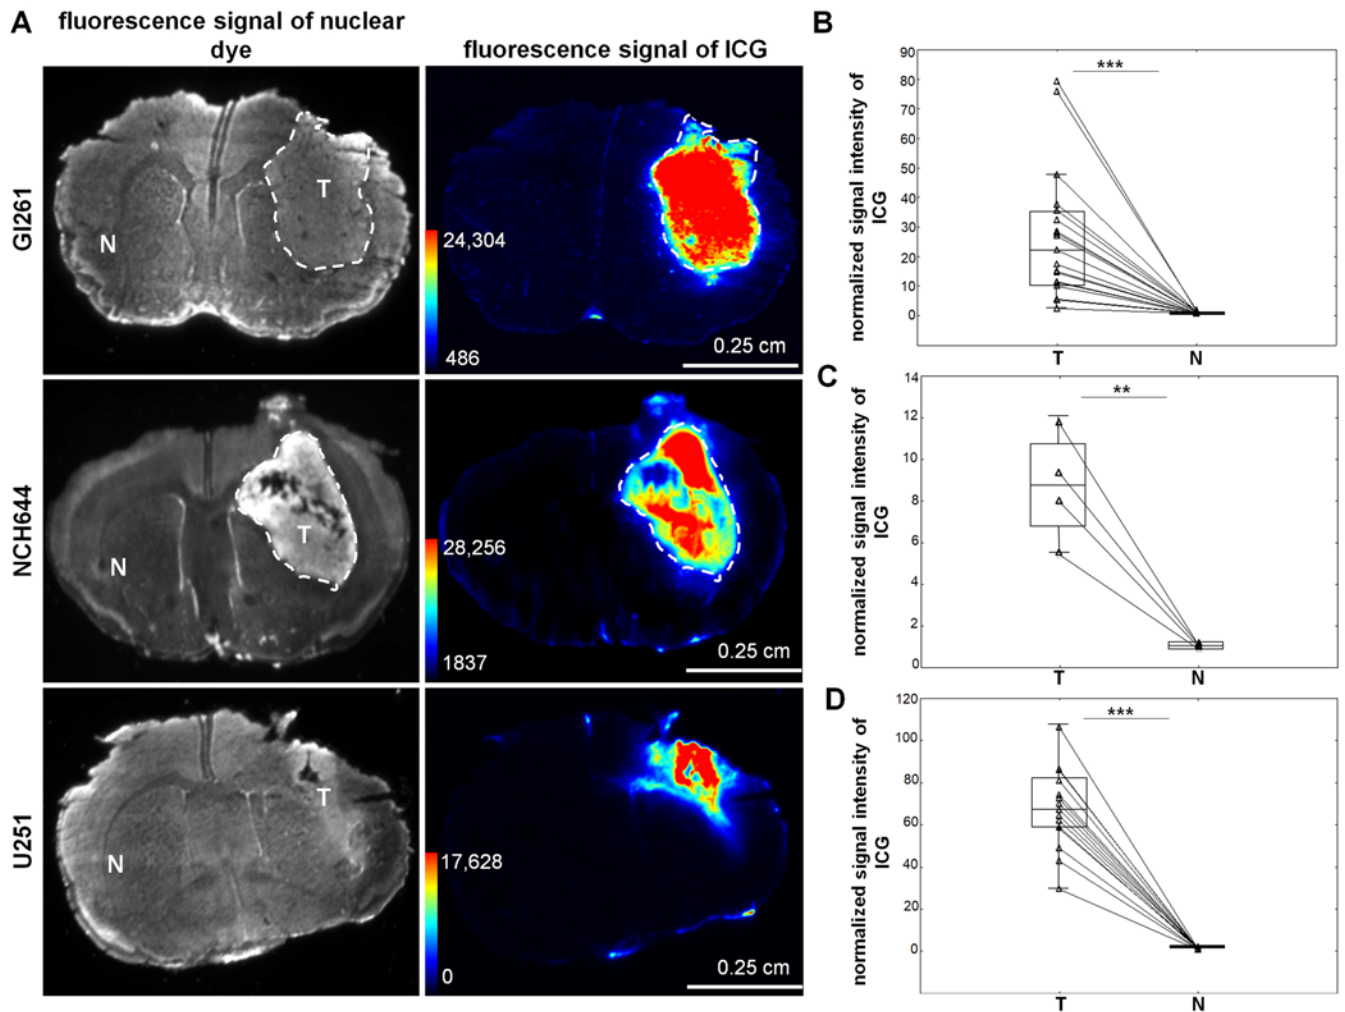 A
fluorescence signal of nuclear
dye
fluorescence signal of ICG
GI261
T
N
24,304
486
0.25 cm
NCH644
T
N
28,256
1837
0.25 cm
U251
T
N
17,628
0
0.25 cm
B
normalized signal intensity of
ICG
90
80
70
60
50
40
30
20
10
0
***
T N
C
normalized signal intensity of
ICG
14
12
10
8
6
4
2
0
**
T N
D
normalized signal intensity of
ICG
120
100
80
60
40
20
0
***
T N